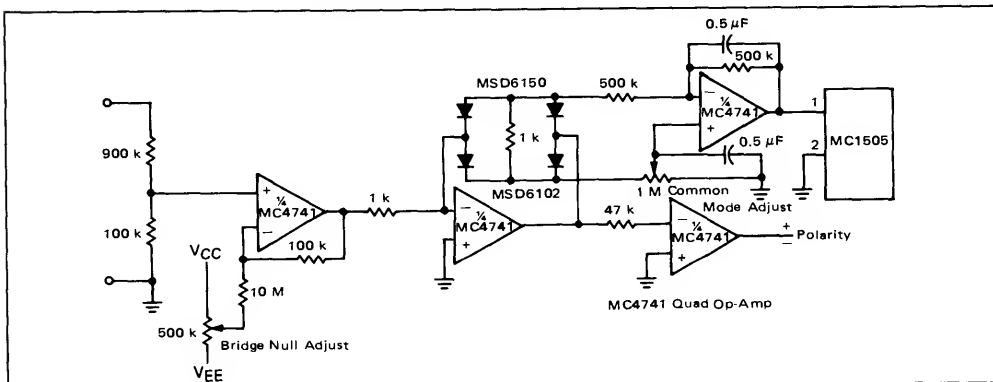 0.5 μF
500 k
MSD6150
500 k
−
¼
MC4741
+
1
2
MC1505
900 k
1 k
0.5 μF
1 M Common
Mode Adjust
MSD6102
+
¼
MC4741
−
1 k
−
¼
MC4741
+
47 k
−
¼
MC4741
+
+
−
Polarity
100 k
100 k
VCC
10 M
MC4741 Quad Op-Amp
500 k
Bridge Null Adjust
VEE